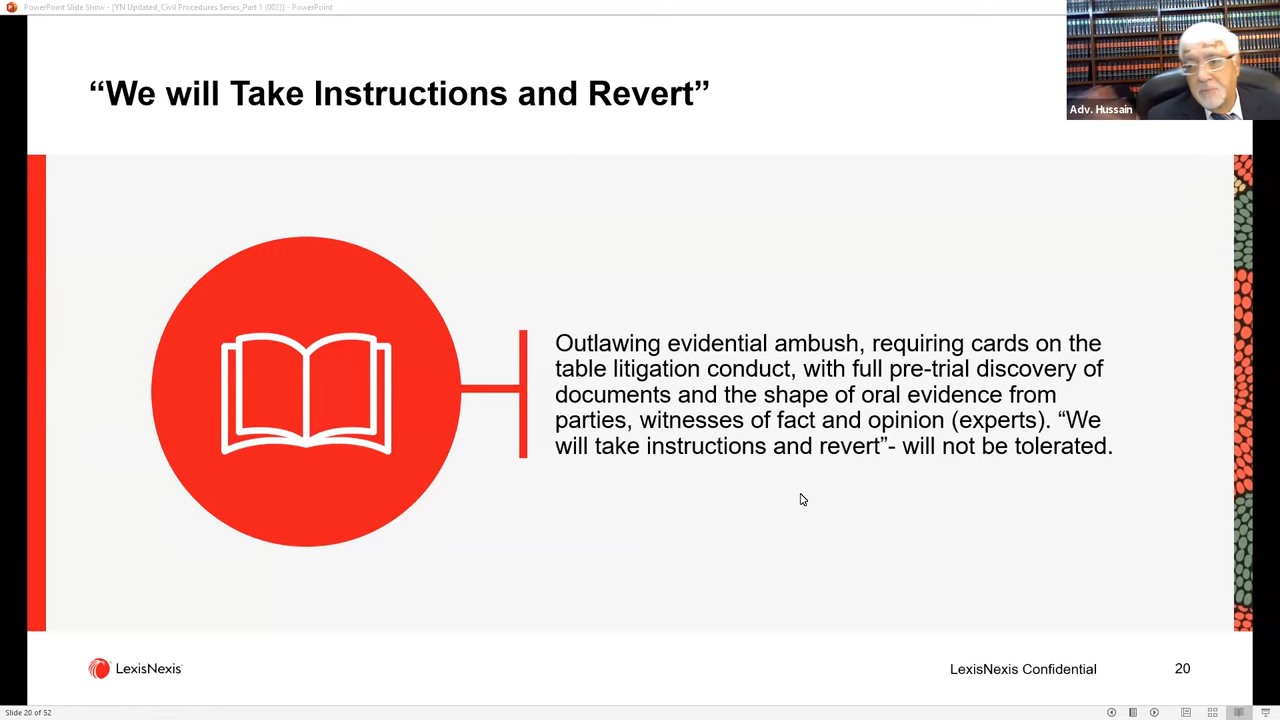 PowerPoint Slide Show - [YN Updated_Civil Procedures Series_Part 1 (003)] - PowerPoint
“We will Take Instructions and Revert”
Adv. Hussain
Outlawing evidential ambush, requiring cards on the
table litigation conduct, with full pre-trial discovery of
documents and the shape of oral evidence from
parties, witnesses of fact and opinion (experts). “We
will take instructions and revert”- will not be tolerated.
LexisNexis
LexisNexis Confidential
20
Slide 20 of 52